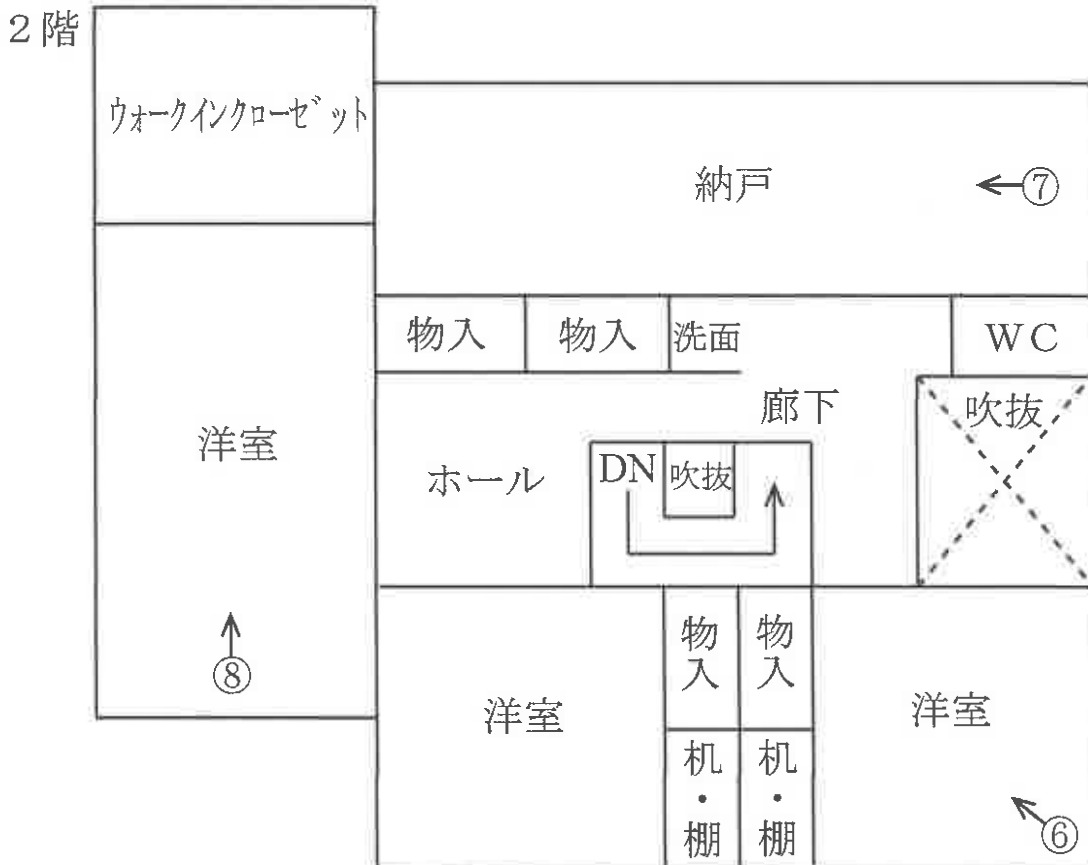 2階
ウォークインクローゼット
納戸
←⑦
物入
物入
洗面
WC
廊下
吹抜
洋室
ホール
DN
吹抜
物入
物入
⑧
洋室
洋室
机・棚
机・棚
⑥